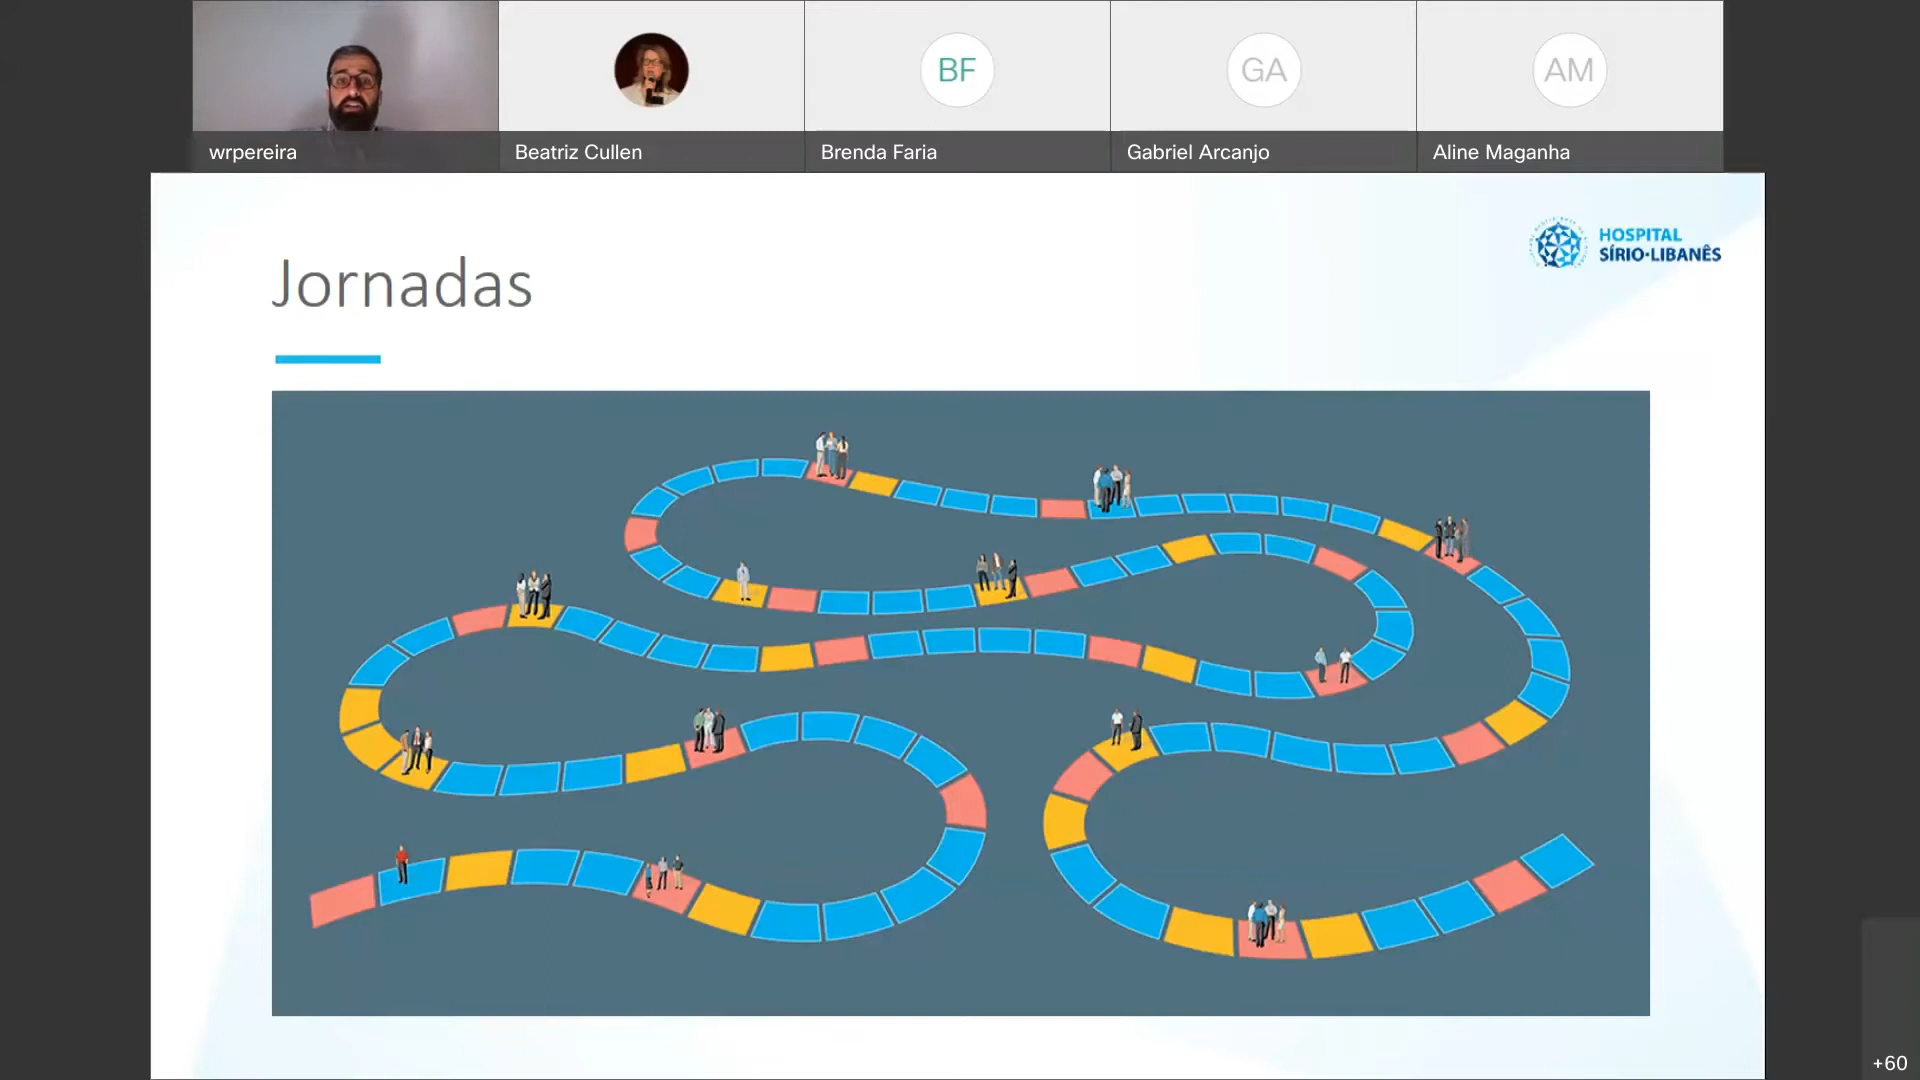 BF
GA
AM
wrpereira
Beatriz Cullen
Brenda Faria
Gabriel Arcanjo
Aline Maganha
HOSPITAL
SÍRIO•LIBANÊS
Jornadas
+60